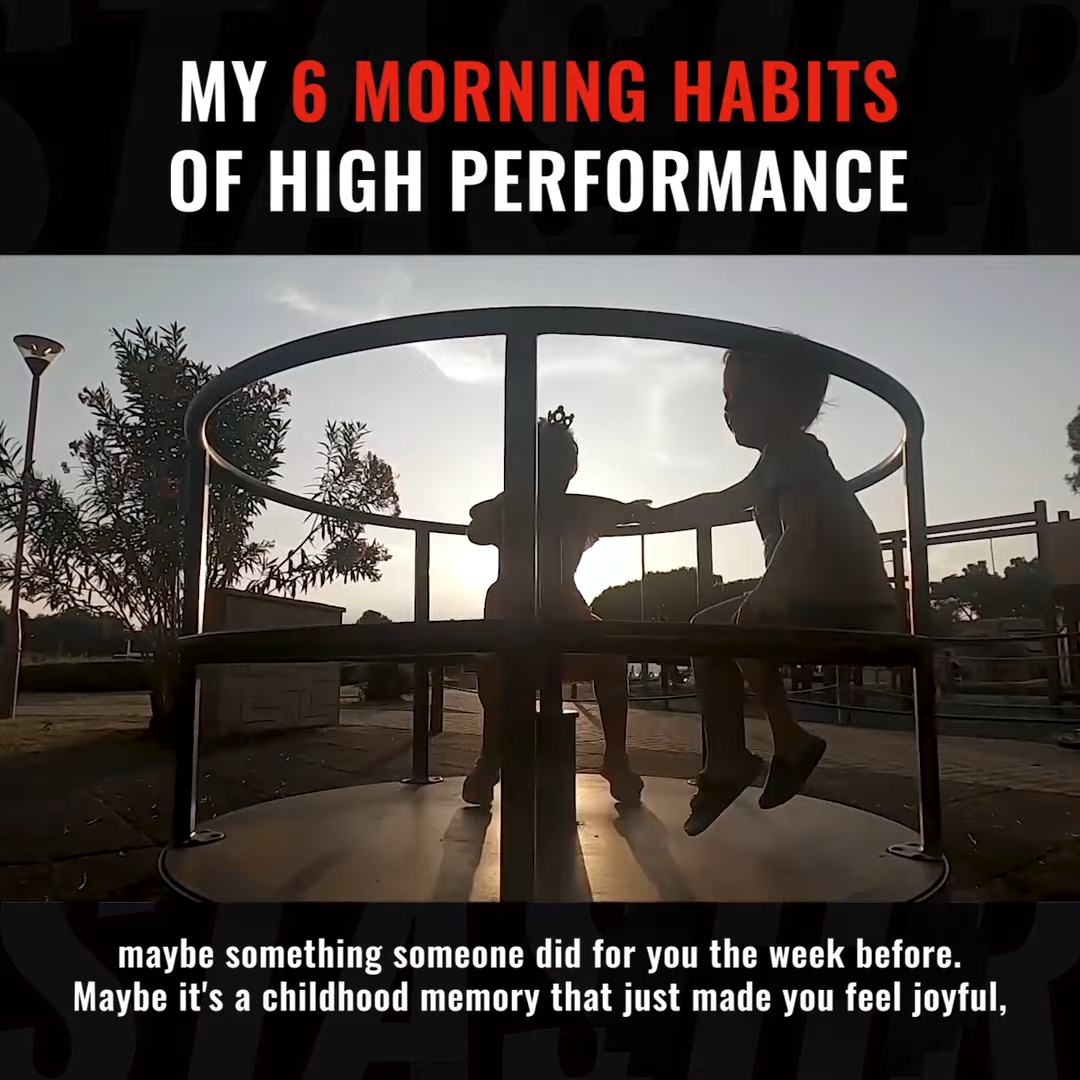 MY 6 MORNING HABITS
OF HIGH PERFORMANCE
maybe something someone did for you the week before.
Maybe it's a childhood memory that just made you feel joyful,